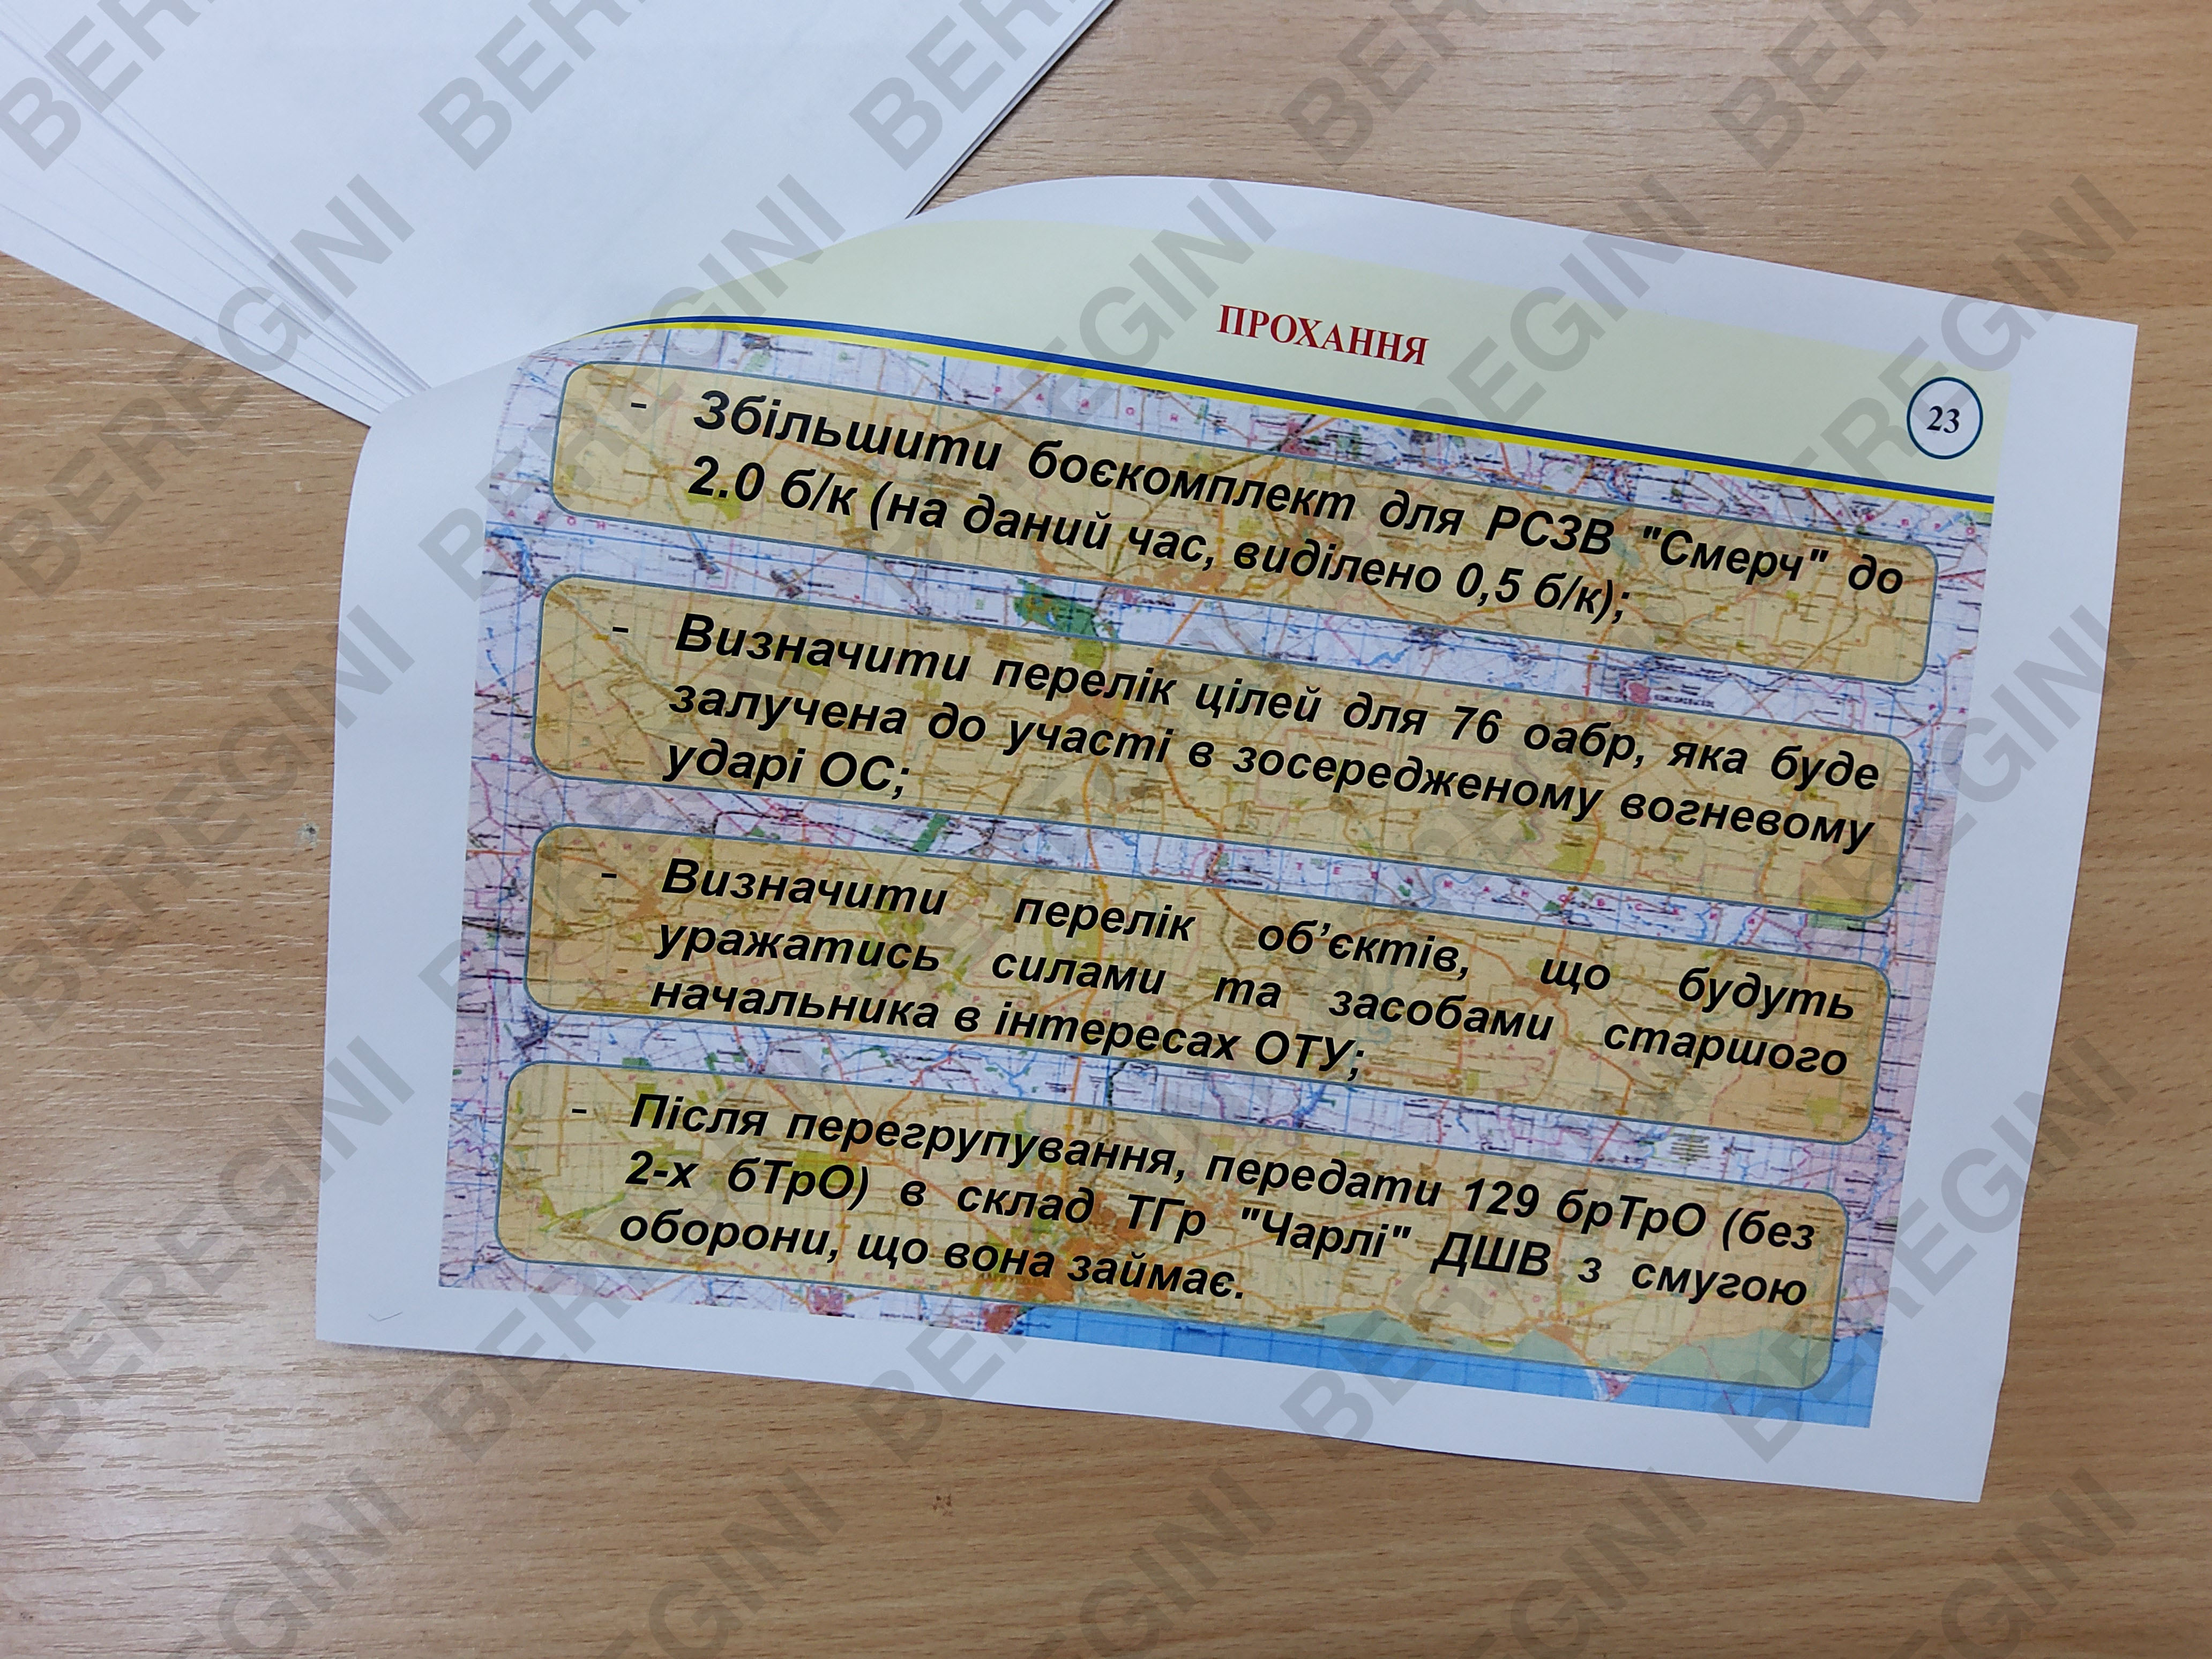 ПРОХАННЯ
23
- Збільшити боєкомплект для РСЗВ "Смерч" до
2.0 б/к (на даний час, виділено 0,5 б/к);
- Визначити перелік цілей для 76 оабр, яка буде
залучена до участі в зосередженому вогневому
ударі ОС;
- Визначити перелік об’єктів, що будуть
уражатись силами та засобами старшого
начальника в інтересах ОТУ;
- Після перегрупування, передати 129 брТрО (без
2-х бТрО) в склад ТГр "Чарлі" ДШВ з смугою
оборони, що вона займає.
BEREGINI